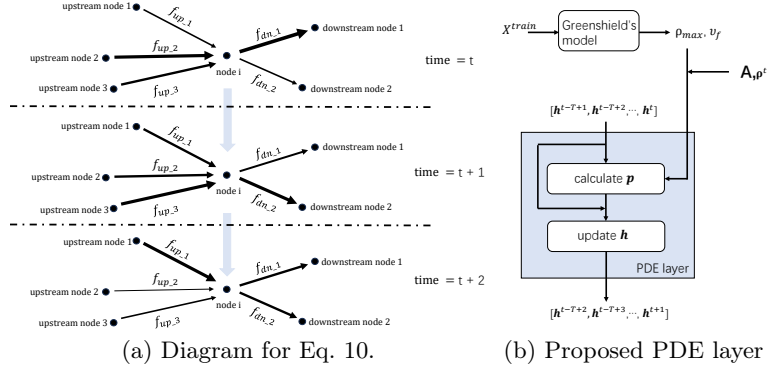 upstream node 1
f_up_1
f_dn_1
downstream node 1
upstream node 2
f_up_2
node i
time = t
upstream node 3
f_up_3
f_dn_2
downstream node 2
upstream node 1
f_up_1
f_dn_1
downstream node 1
upstream node 2
f_up_2
node i
time = t + 1
upstream node 3
f_up_3
f_dn_2
downstream node 2
upstream node 1
f_up_1
f_dn_1
downstream node 1
upstream node 2
f_up_2
node i
time = t + 2
upstream node 3
f_up_3
f_dn_2
downstream node 2
(a) Diagram for Eq. 10.
X^train
Greenshield's
model
ρ_max, υ_f
A,ρ^t
[h^t−T+1, h^t−T+2,⋯, h^t]
calculate p
update h
PDE layer
[h^t−T+2, h^t−T+3,⋯, h^t+1]
(b) Proposed PDE layer